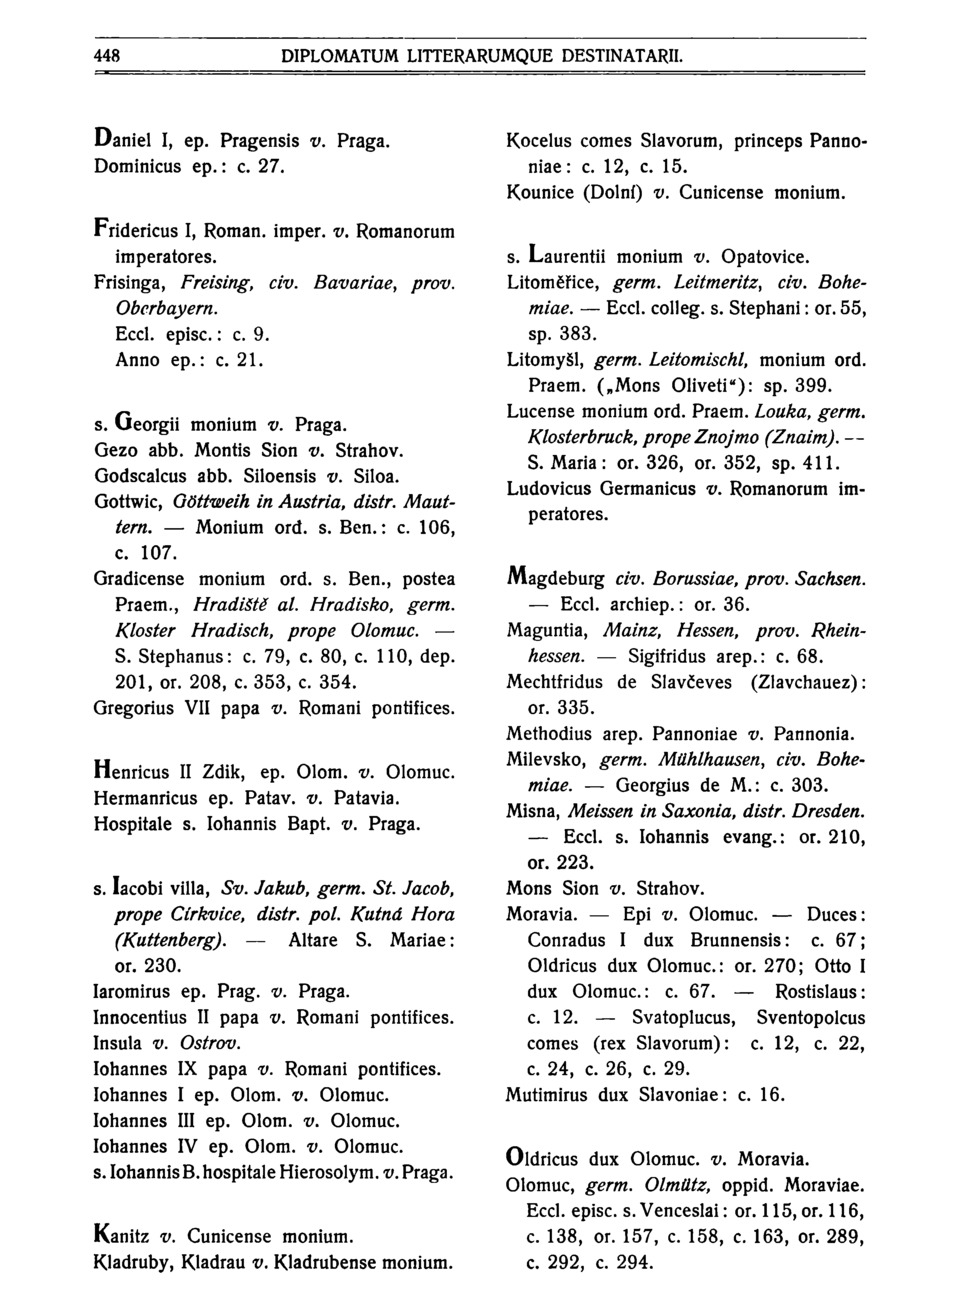 448 DIPLOMATUM LITTERARUMQUE DESTINATARII.
Daniel I, ep. Pragensis v. Praga.
Dominicus ep.: c. 27.
Fridericus I, Roman. imper. v. Romanorum
imperatores.
Frisinga, Freising, civ. Bavariae, prov.
Obcrbayern.
Eccl. episc.: c. 9.
Anno ep.: c. 21.
s. Georgii monium v. Praga.
Gezo abb. Montis Sion v. Strahov.
Godscalcus abb. Siloensis v. Siloa.
Gottwic, Göttweih in Austria, distr. Maut-
tern. — Monium ord. s. Ben.: c. 106,
c. 107.
Gradicense monium ord. s. Ben., postea
Praem., Hradiště al. Hradisko, germ.
Kloster Hradisch, prope Olomuc. —
S. Stephanus: c. 79, c. 80, c. 110, dep.
201, or. 208, c. 353, c. 354.
Gregorius VII papa v. Romani pontifices.
Henricus II Zdik, ep. Olom. v. Olomuc.
Hermanricus ep. Patav. v. Patavia.
Hospitale s. Iohannis Bapt. v. Praga.
s. Iacobi villa, Sv. Jakub, germ. St. Jacob,
prope Církvice, distr. pol. Kutná Hora
(Kuttenberg). — Altare S. Mariae:
or. 230.
Iaromirus ep. Prag. v. Praga.
Innocentius II papa v. Romani pontifices.
Insula v. Ostrov.
Iohannes IX papa v. Romani pontifices.
Iohannes I ep. Olom. v. Olomuc.
Iohannes III ep. Olom. v. Olomuc.
Iohannes IV ep. Olom. v. Olomuc.
s. Iohannis B. hospitale Hierosolym. v. Praga.
Kanitz v. Cunicense monium.
Kladruby, Kladrau v. Kladrubense monium.
Kocelus comes Slavorum, princeps Panno-
niae: c. 12, c. 15.
Kounice (Dolní) v. Cunicense monium.
s. Laurentii monium v. Opatovice.
Litoměřice, germ. Leitmeritz, civ. Bohe-
miae. — Eccl. colleg. s. Stephani: or. 55,
sp. 383.
Litomyšl, germ. Leitomischl, monium ord.
Praem. („Mons Oliveti“): sp. 399.
Lucense monium ord. Praem. Louka, germ.
Klosterbruck, prope Znojmo (Znaim). --
S. Maria: or. 326, or. 352, sp. 411.
Ludovicus Germanicus v. Romanorum im-
peratores.
Magdeburg civ. Borussiae, prov. Sachsen.
— Eccl. archiep.: or. 36.
Maguntia, Mainz, Hessen, prov. Rhein-
hessen. — Sigifridus arep.: c. 68.
Mechtfridus de Slavčeves (Zlavchauez):
or. 335.
Methodius arep. Pannoniae v. Pannonia.
Milevsko, germ. Mühlhausen, civ. Bohe-
miae. — Georgius de M.: c. 303.
Misna, Meissen in Saxonia, distr. Dresden.
— Eccl. s. Iohannis evang.: or. 210,
or. 223.
Mons Sion v. Strahov.
Moravia. — Epi v. Olomuc. — Duces:
Conradus I dux Brunnensis: c. 67;
Oldricus dux Olomuc.: or. 270; Otto I
dux Olomuc.: c. 67. — Rostislaus:
c. 12. — Svatoplucus, Sventopolcus
comes (rex Slavorum): c. 12, c. 22,
c. 24, c. 26, c. 29.
Mutimirus dux Slavoniae: c. 16.
Oldricus dux Olomuc. v. Moravia.
Olomuc, germ. Olmütz, oppid. Moraviae.
Eccl. episc. s. Venceslai: or. 115, or. 116,
c. 138, or. 157, c. 158, c. 163, or. 289,
c. 292, c. 294.